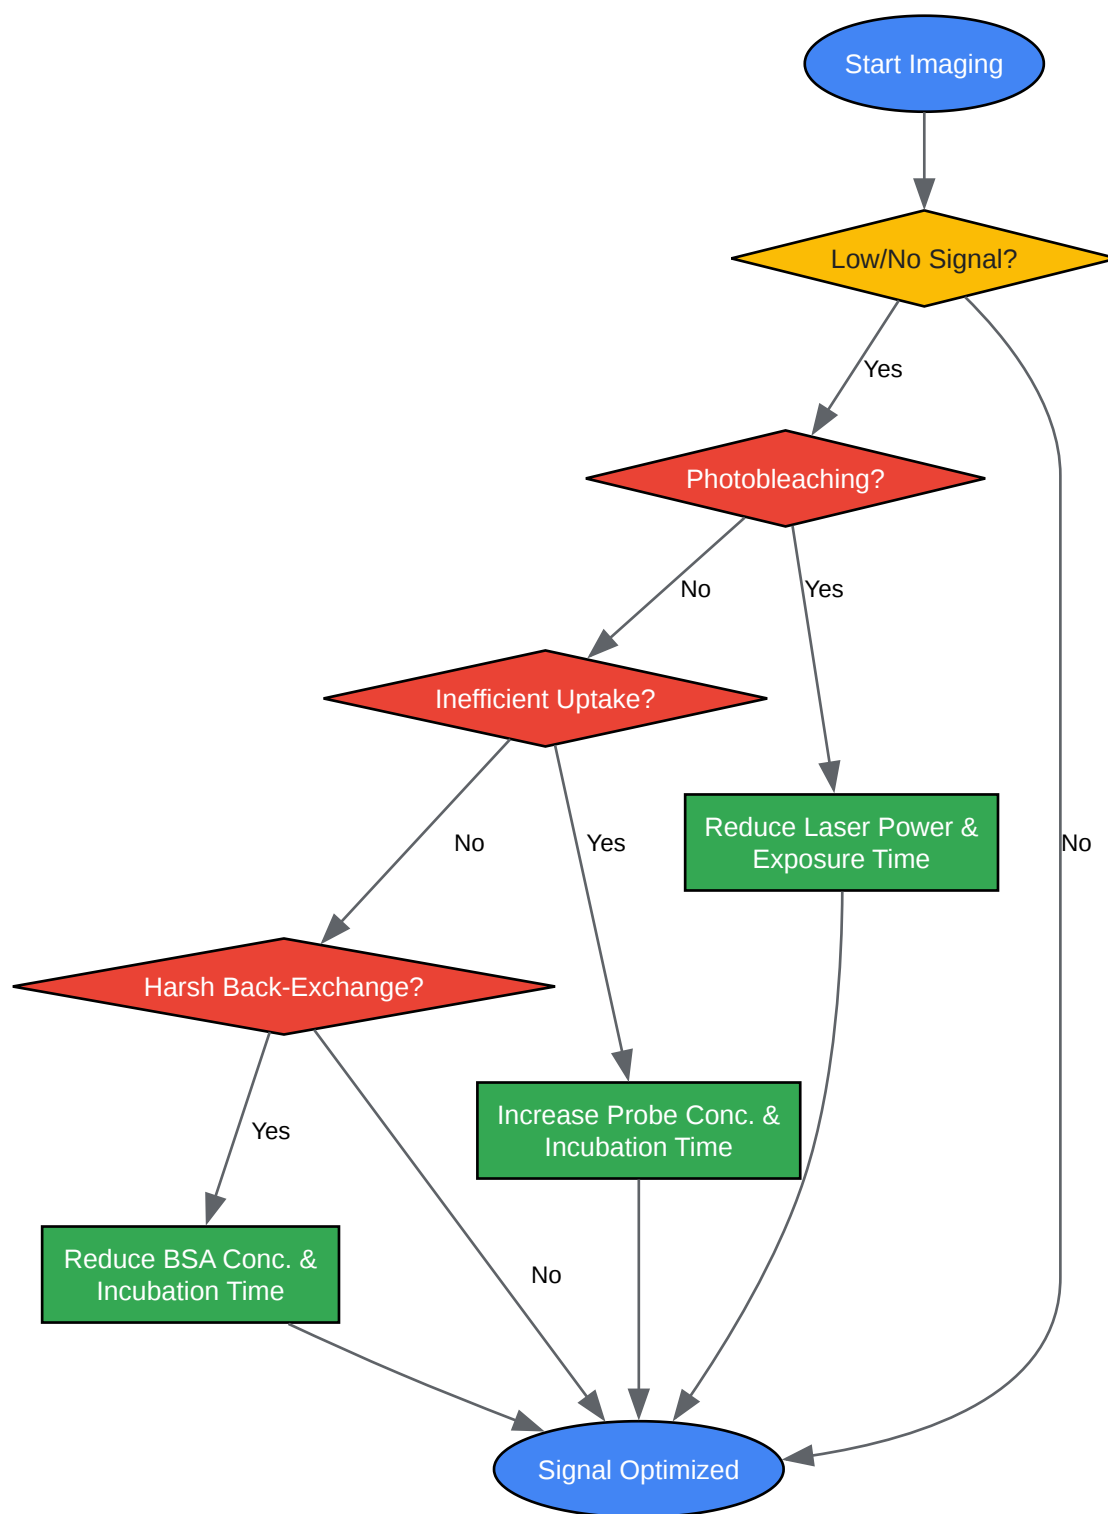 Start Imaging
Low/No Signal?
Yes
Photobleaching?
No
Yes
Inefficient Uptake?
Reduce Laser Power &
Exposure Time
No
Yes
No
Harsh Back-Exchange?
Increase Probe Conc. &
Incubation Time
Yes
Reduce BSA Conc. &
Incubation Time
No
Signal Optimized